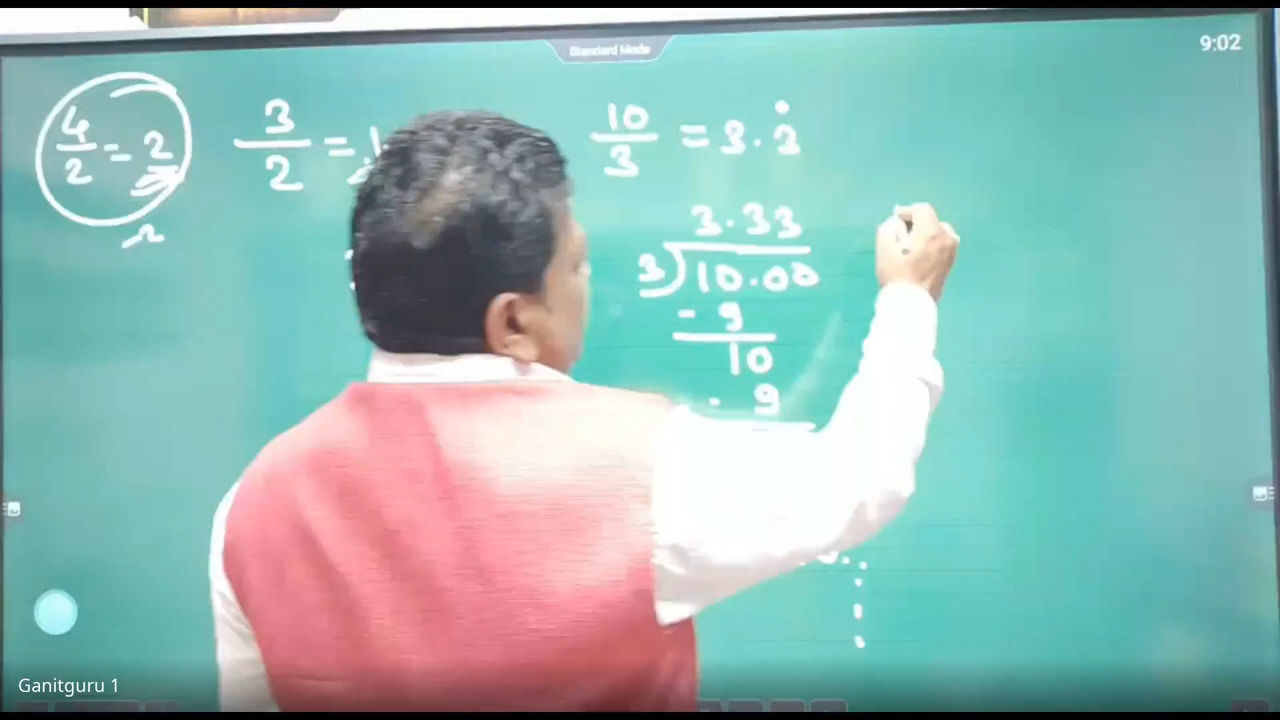 Standard Mode
9:02
4/2 = 2
3/2 = 1
10/3 = 3.3̇
3.33
3)10.00
- 9
10
- 9
Ganitguru 1